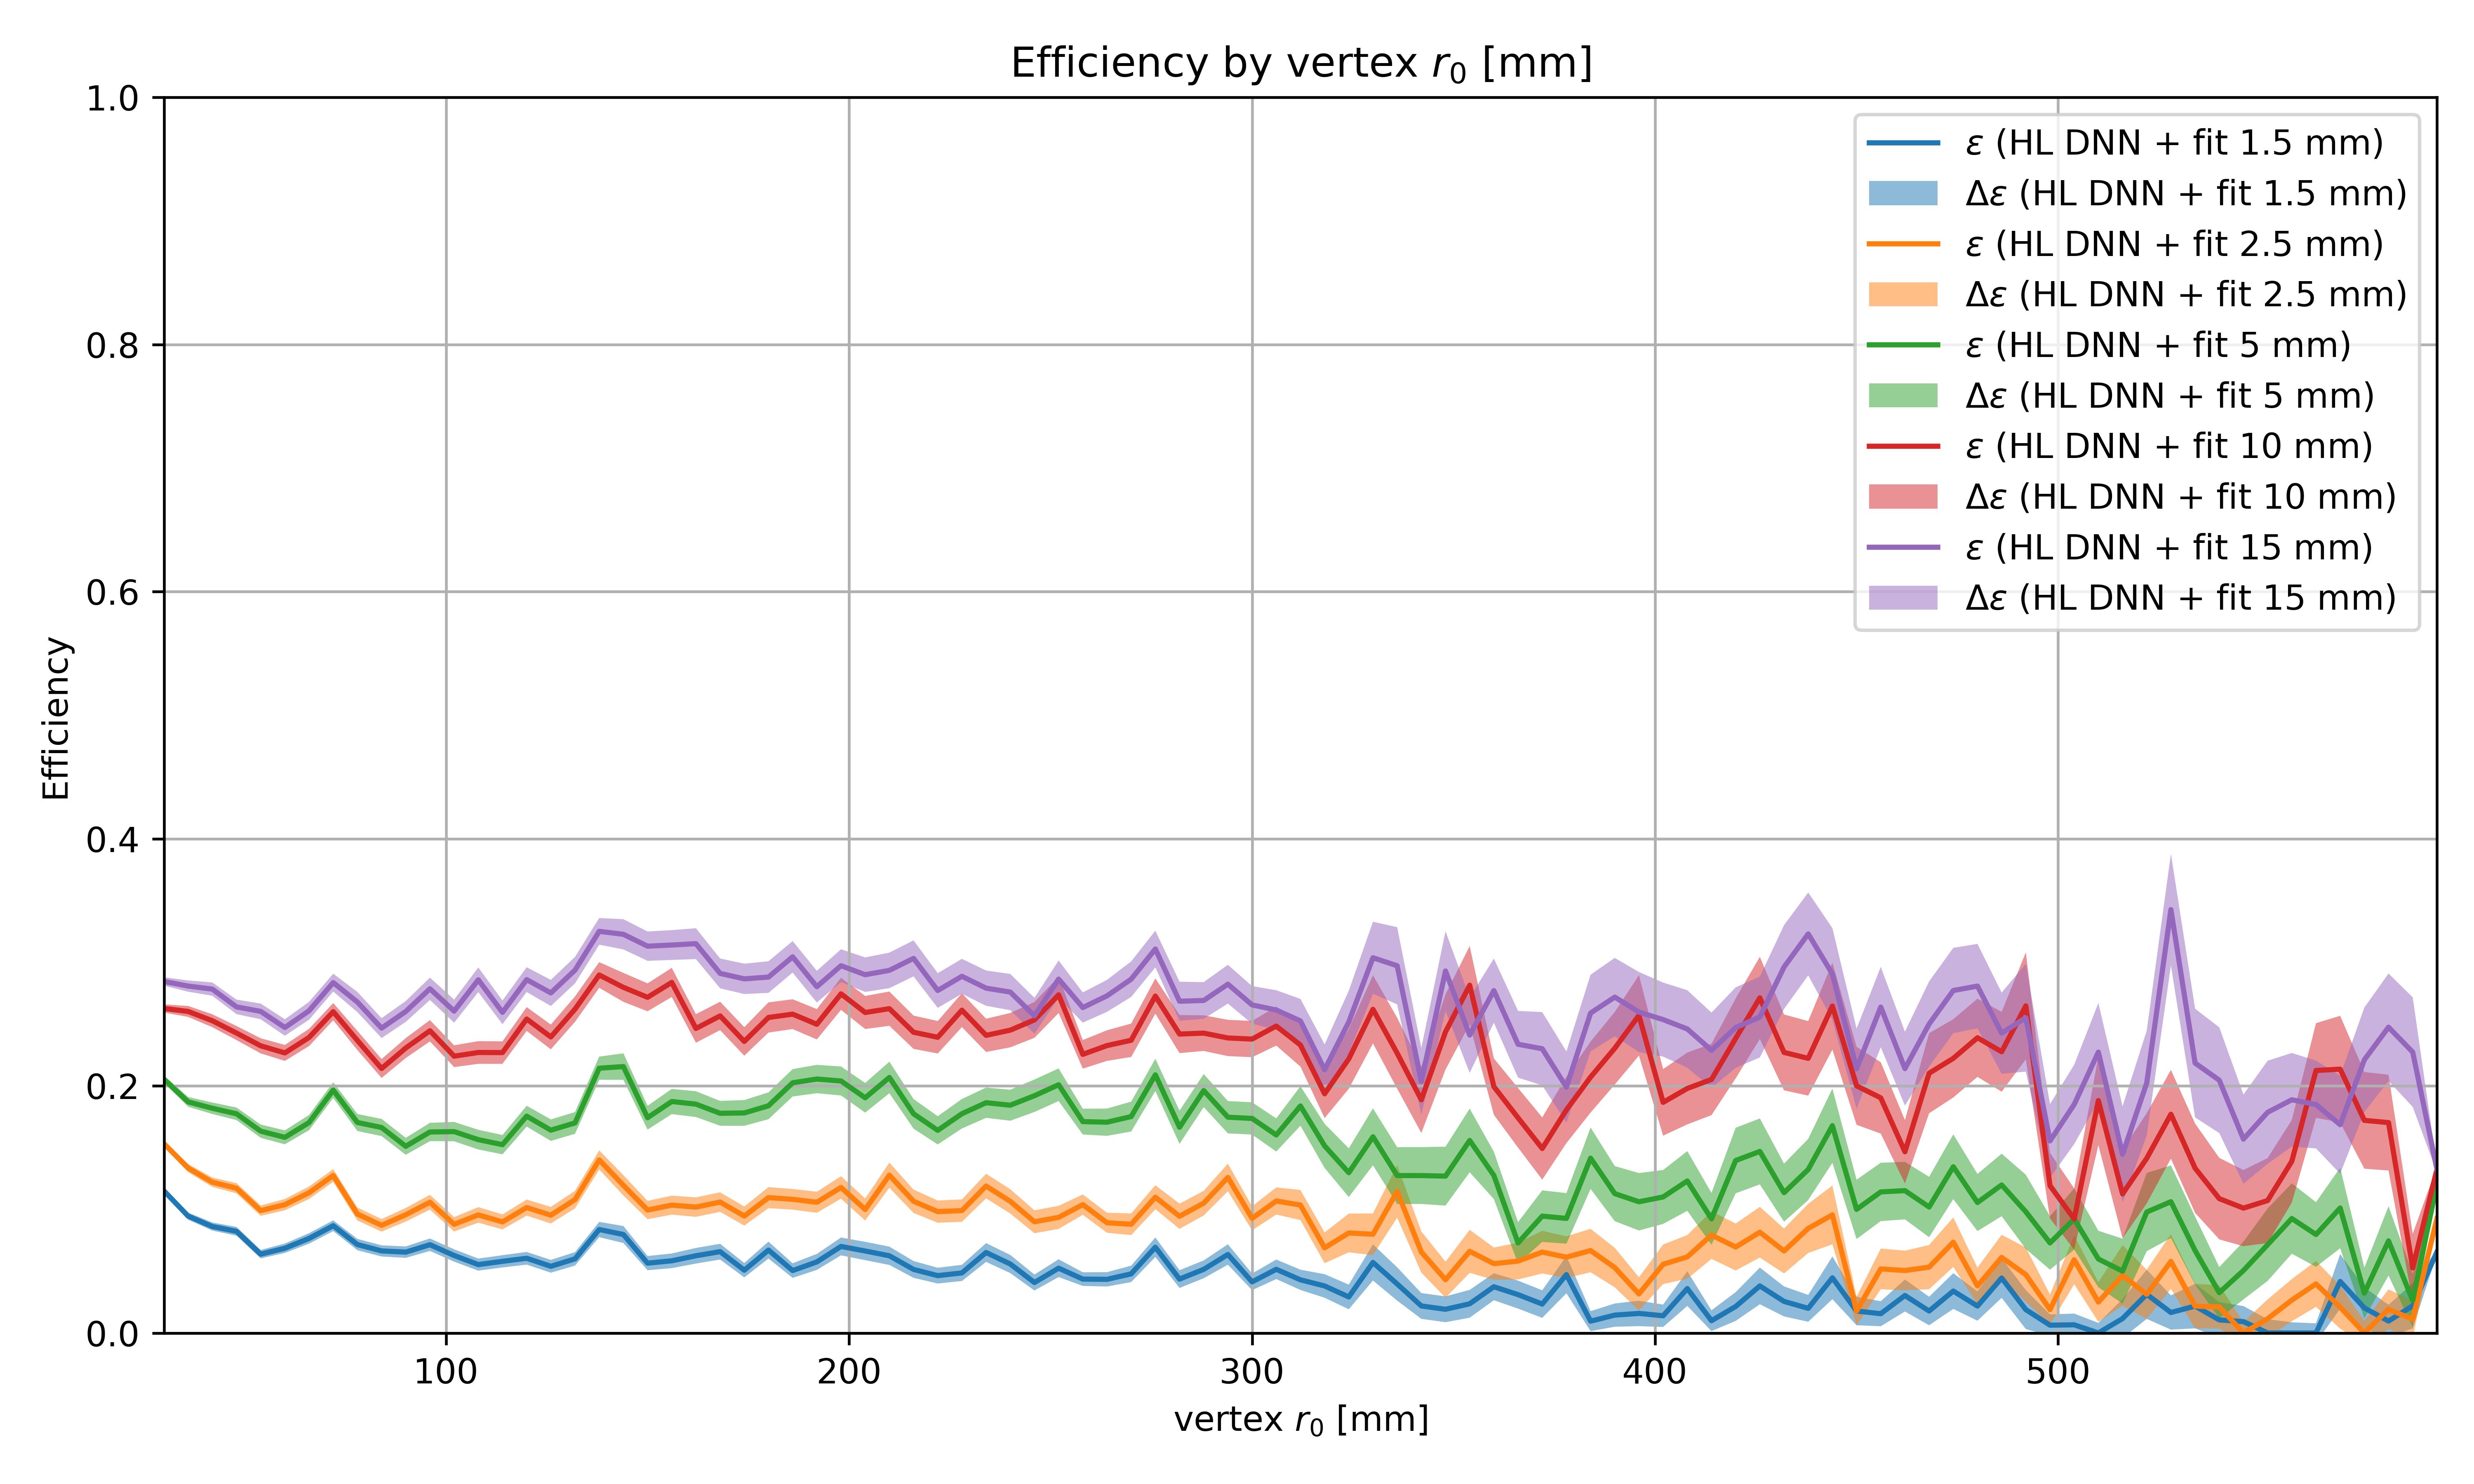 Efficiency by vertex r₀ [mm]
1.0
0.8
0.6
0.4
0.2
0.0
Efficiency
100 200 300 400 500
vertex r₀ [mm]
ε (HL DNN + fit 1.5 mm)
Δε (HL DNN + fit 1.5 mm)
ε (HL DNN + fit 2.5 mm)
Δε (HL DNN + fit 2.5 mm)
ε (HL DNN + fit 5 mm)
Δε (HL DNN + fit 5 mm)
ε (HL DNN + fit 10 mm)
Δε (HL DNN + fit 10 mm)
ε (HL DNN + fit 15 mm)
Δε (HL DNN + fit 15 mm)